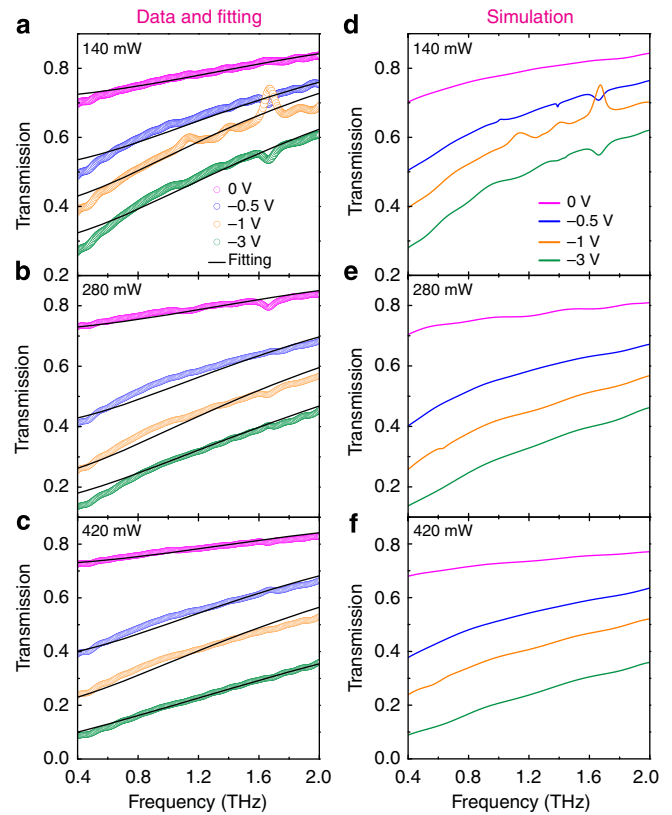 Data and fitting
Simulation
a
140 mW
0.8
0.6
0.4
0.2
Transmission
0 V
–0.5 V
–1 V
–3 V
Fitting
d
140 mW
0.8
0.6
0.4
0.2
Transmission
0 V
–0.5 V
–1 V
–3 V
b
280 mW
0.8
0.6
0.4
0.2
Transmission
e
280 mW
0.8
0.6
0.4
0.2
Transmission
c
420 mW
0.8
0.6
0.4
0.2
0.0
Transmission
0.4 0.8 1.2 1.6 2.0
Frequency (THz)
f
420 mW
0.8
0.6
0.4
0.2
0.0
Transmission
0.4 0.8 1.2 1.6 2.0
Frequency (THz)